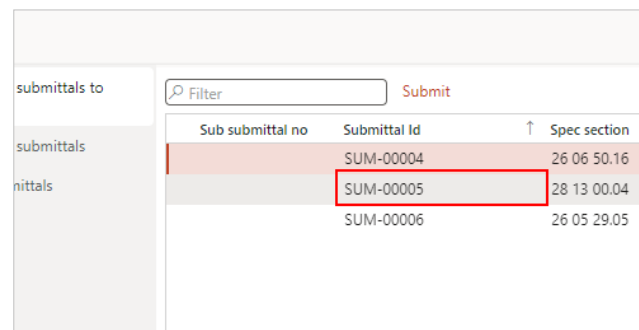 submittals to
Filter Submit
Sub submittal no Submittal Id ↑ Spec section
submittals
SUM-00004 26 06 50.16
SUM-00005 28 13 00.04
SUM-00006 26 05 29.05